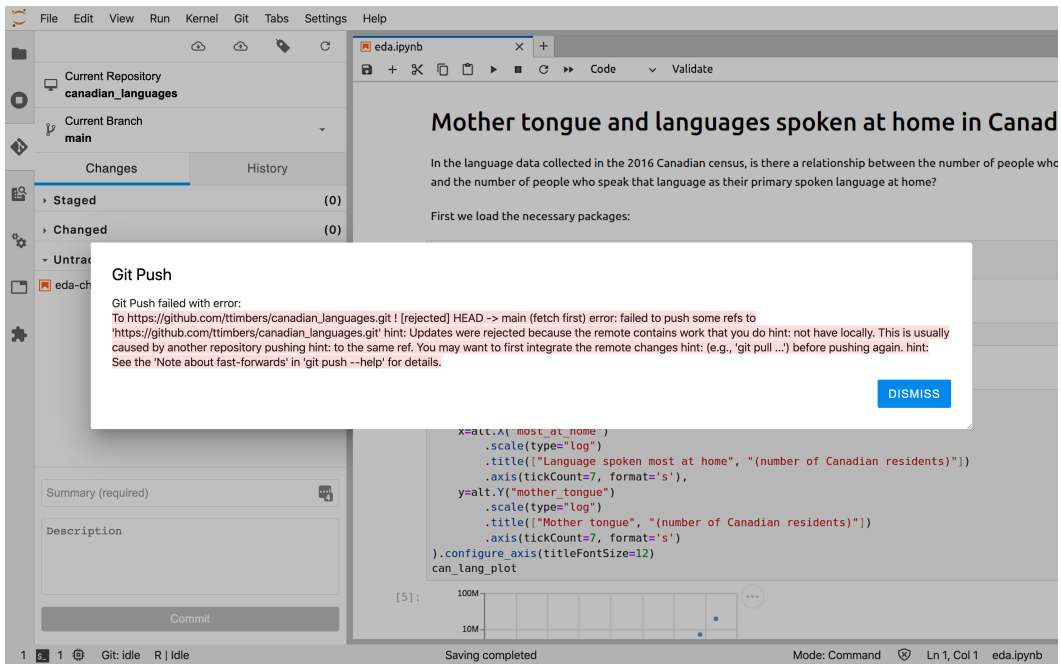 File Edit View Run Kernel Git Tabs Settings Help
Current Repository
canadian_languages
Current Branch
main
Changes History
Staged (0)
Changed (0)
Untrac
eda-ch
eda.ipynb
Code Validate
Mother tongue and languages spoken at home in Canad
In the language data collected in the 2016 Canadian census, is there a relationship between the number of people who
and the number of people who speak that language as their primary spoken language at home?
First we load the necessary packages:
Git Push
Git Push failed with error:
To https://github.com/ttimbers/canadian_languages.git ! [rejected] HEAD -> main (fetch first) error: failed to push some refs to
'https://github.com/ttimbers/canadian_languages.git' hint: Updates were rejected because the remote contains work that you do hint: not have locally. This is usually
caused by another repository pushing hint: to the same ref. You may want to first integrate the remote changes hint: (e.g., 'git pull ...') before pushing again. hint:
See the 'Note about fast-forwards' in 'git push --help' for details.
DISMISS
x=alt.X("most_at_home")
.scale(type="log")
.title(["Language spoken most at home", "(number of Canadian residents)"])
.axis(tickCount=7, format='s'),
y=alt.Y("mother_tongue")
.scale(type="log")
.title(["Mother tongue", "(number of Canadian residents)"])
.axis(tickCount=7, format='s')
).configure_axis(titleFontSize=12)
can_lang_plot
[5]:
100M
10M
Summary (required)
Description
Commit
1 1 Git: idle R | Idle Saving completed Mode: Command Ln 1, Col 1 eda.ipynb